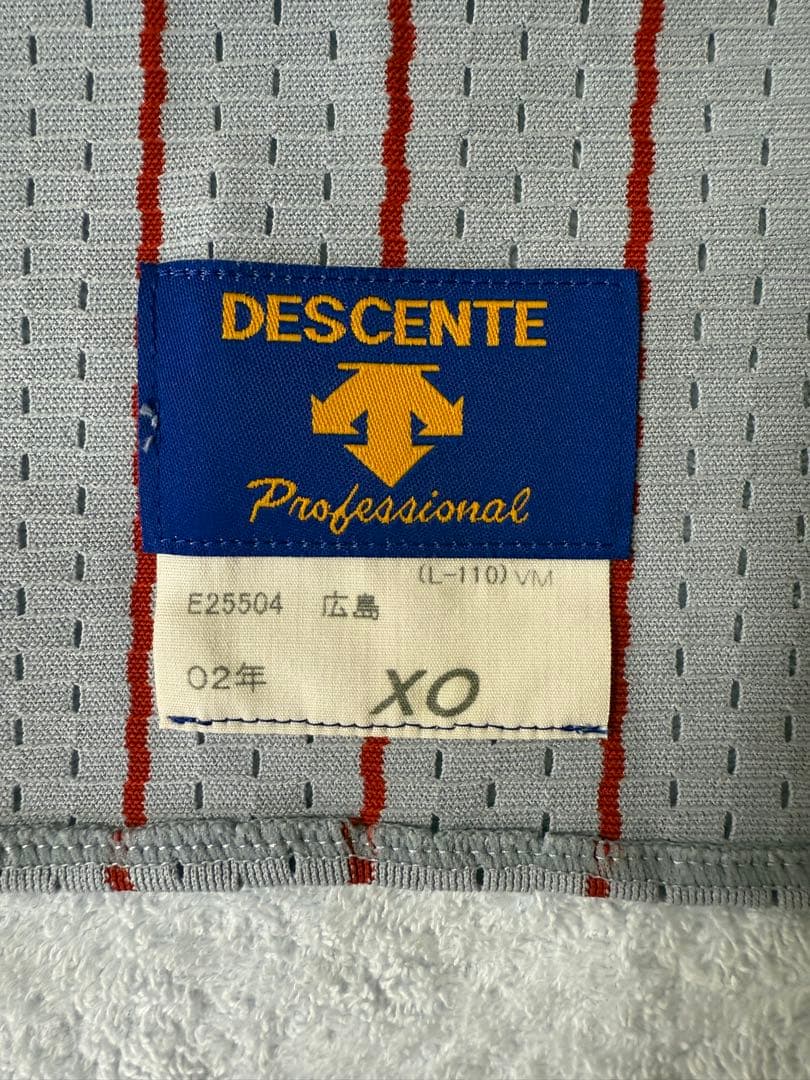 DESCENTE
Professional
(L-110) VM
E25504 広島
02年 XO